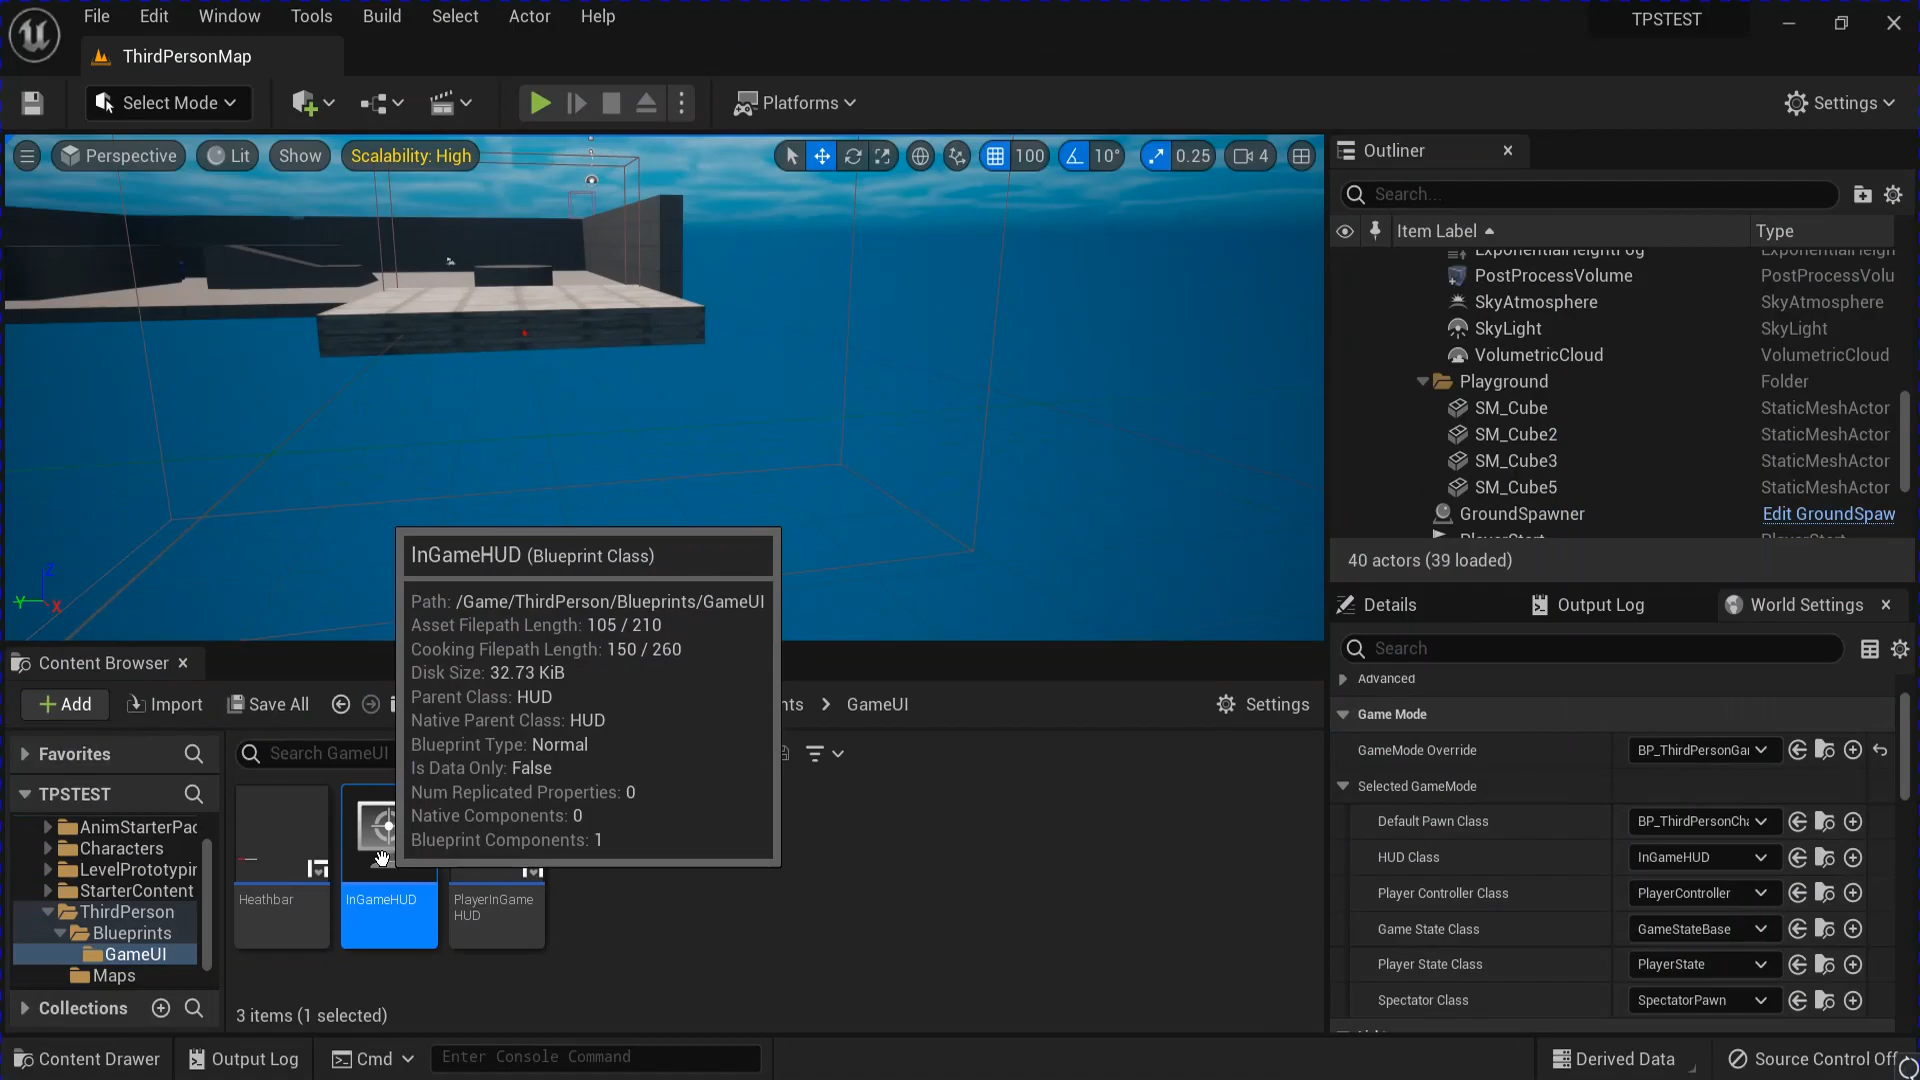 File Edit Window Tools Build Select Actor Help
TPSTEST
ThirdPersonMap
Select Mode
Platforms
Settings
Perspective
Lit
Show
Scalability: High
100
10°
0.25
4
Outliner
Search...
Item Label
Type
PostProcessVolume PostProcessVolu
SkyAtmosphere SkyAtmosphere
SkyLight SkyLight
VolumetricCloud VolumetricCloud
Playground Folder
SM_Cube StaticMeshActor
SM_Cube2 StaticMeshActor
SM_Cube3 StaticMeshActor
SM_Cube5 StaticMeshActor
GroundSpawner Edit GroundSpaw
40 actors (39 loaded)
Z
Y
X
InGameHUD (Blueprint Class)
Path: /Game/ThirdPerson/Blueprints/GameUI
Asset Filepath Length: 105 / 210
Cooking Filepath Length: 150 / 260
Disk Size: 32.73 KiB
Parent Class: HUD
Native Parent Class: HUD
Blueprint Type: Normal
Is Data Only: False
Num Replicated Properties: 0
Native Components: 0
Blueprint Components: 1
Details
Output Log
World Settings
Search
Advanced
Game Mode
GameMode Override BP_ThirdPersonGa
Selected GameMode
Default Pawn Class BP_ThirdPersonCha
HUD Class InGameHUD
Player Controller Class PlayerController
Game State Class GameStateBase
Player State Class PlayerState
Spectator Class SpectatorPawn
Content Browser
Add
Import
Save All
nts > GameUI
Settings
Favorites
Search GameUI
TPSTEST
AnimStarterPac
Characters
LevelPrototypin
StarterContent
ThirdPerson
Blueprints
GameUI
Maps
Collections
Heathbar
InGameHUD
PlayerInGame
HUD
3 items (1 selected)
Content Drawer
Output Log
Cmd
Enter Console Command
Derived Data
Source Control Off